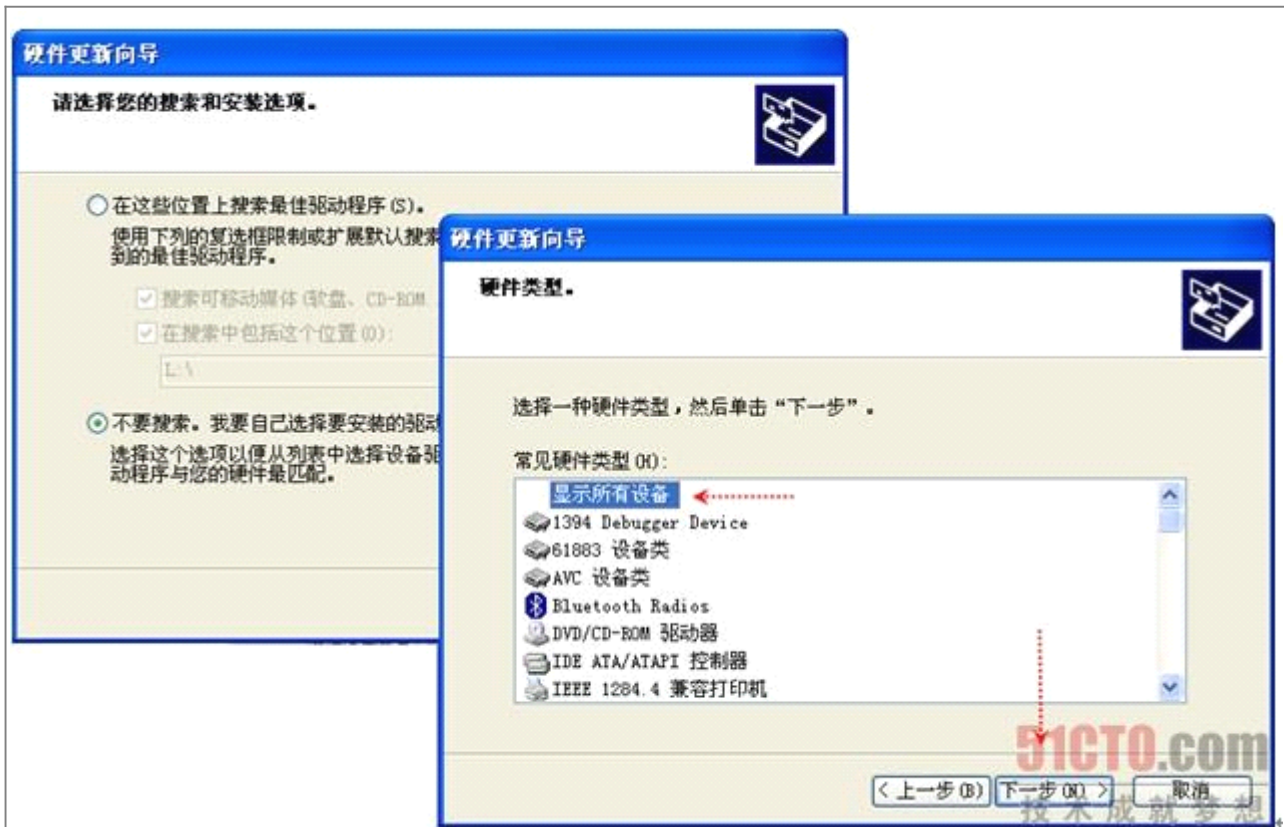 硬件更新向导
请选择您的搜索和安装选项。
在这些位置上搜索最佳驱动程序(S)。
使用下列的复选框限制或扩展默认搜索
到的最佳驱动程序。
搜索可移动媒体(软盘、CD-ROM
在搜索中包括这个位置(O):
L:\
不要搜索。我要自己选择要安装的驱动
选择这个选项以便从列表中选择设备驱
动程序与您的硬件最匹配。
硬件更新向导
硬件类型。
选择一种硬件类型，然后单击“下一步”。
常见硬件类型(H):
显示所有设备
1394 Debugger Device
61883 设备类
AVC 设备类
Bluetooth Radios
DVD/CD-ROM 驱动器
IDE ATA/ATAPI 控制器
IEEE 1284.4 兼容打印机
< 上一步(B) 下一步(N) > 取消
51CTO.com
技术成就梦想